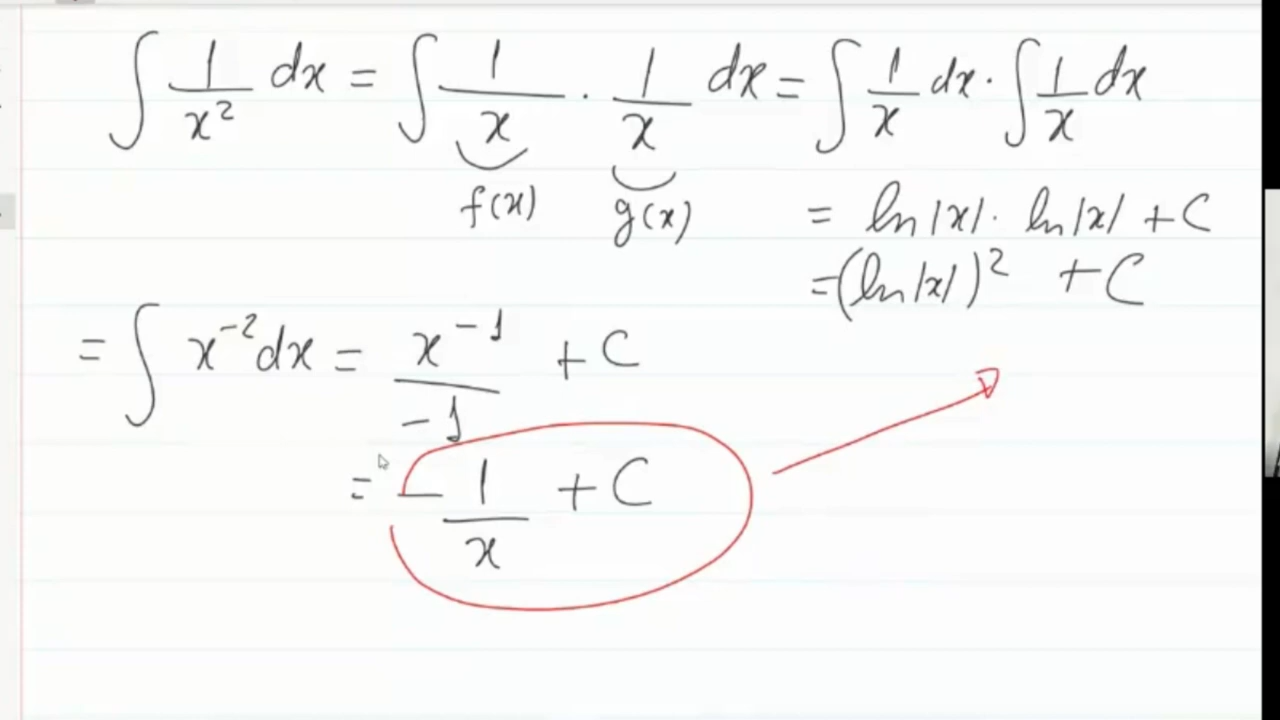 ∫ 1/x² dx = ∫ 1/x · 1/x dx = ∫ 1/x dx · ∫ 1/x dx
f(x) g(x)
= ln|x| · ln|x| + C
= (ln|x|)² + C
= ∫ x⁻² dx = x⁻¹/-1 + C
= - 1/x + C